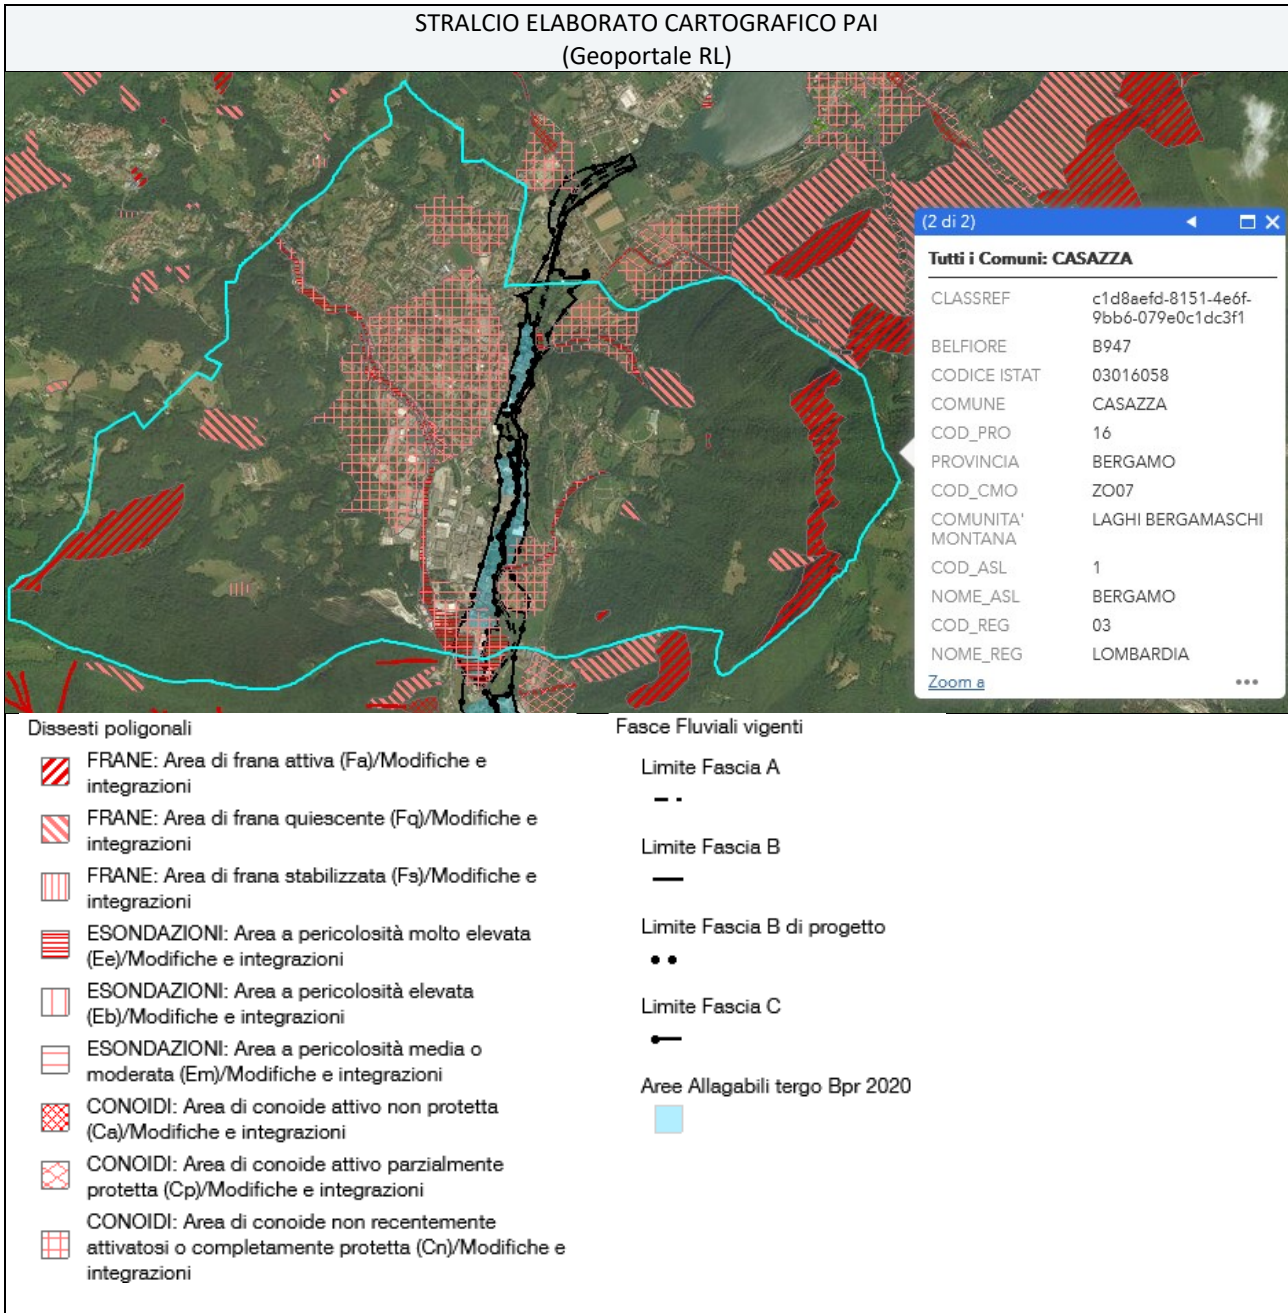 STRALCIO ELABORATO CARTOGRAFICO PAI
(Geoportale RL)
(2 di 2)
Tutti i Comuni: CASAZZA
CLASSREF c1d8aefd-8151-4e6f-
9bb6-079e0c1dc3f1
BELFIORE B947
CODICE ISTAT 03016058
COMUNE CASAZZA
COD_PRO 16
PROVINCIA BERGAMO
COD_CMO ZO07
COMUNITA' LAGHI BERGAMASCHI
MONTANA
COD_ASL 1
NOME_ASL BERGAMO
COD_REG 03
NOME_REG LOMBARDIA
Zoom a
Dissesti poligonali
FRANE: Area di frana attiva (Fa)/Modifiche e
integrazioni
FRANE: Area di frana quiescente (Fq)/Modifiche e
integrazioni
FRANE: Area di frana stabilizzata (Fs)/Modifiche e
integrazioni
ESONDAZIONI: Area a pericolosità molto elevata
(Ee)/Modifiche e integrazioni
ESONDAZIONI: Area a pericolosità elevata
(Eb)/Modifiche e integrazioni
ESONDAZIONI: Area a pericolosità media o
moderata (Em)/Modifiche e integrazioni
CONOIDI: Area di conoide attivo non protetta
(Ca)/Modifiche e integrazioni
CONOIDI: Area di conoide attivo parzialmente
protetta (Cp)/Modifiche e integrazioni
CONOIDI: Area di conoide non recentemente
attivatosi o completamente protetta (Cn)/Modifiche e
integrazioni
Fasce Fluviali vigenti
Limite Fascia A
Limite Fascia B
Limite Fascia B di progetto
Limite Fascia C
Aree Allagabili tergo Bpr 2020